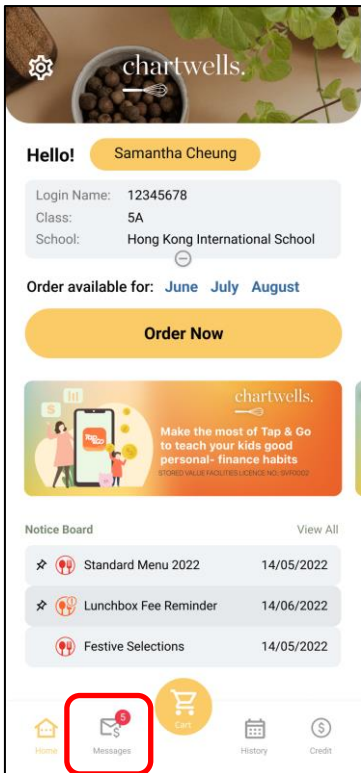 chartwells.
Hello! Samantha Cheung
Login Name: 12345678
Class: 5A
School: Hong Kong International School
Order available for: June July August
Order Now
chartwells.
Make the most of Tap & Go
to teach your kids good
personal- finance habits
STORED VALUE FACILITIES LICENCE NO.: SVF0002
Tap&Go
Notice Board View All
Standard Menu 2022 14/05/2022
Lunchbox Fee Reminder 14/06/2022
Festive Selections 14/05/2022
5
Home Messages Cart History Credit